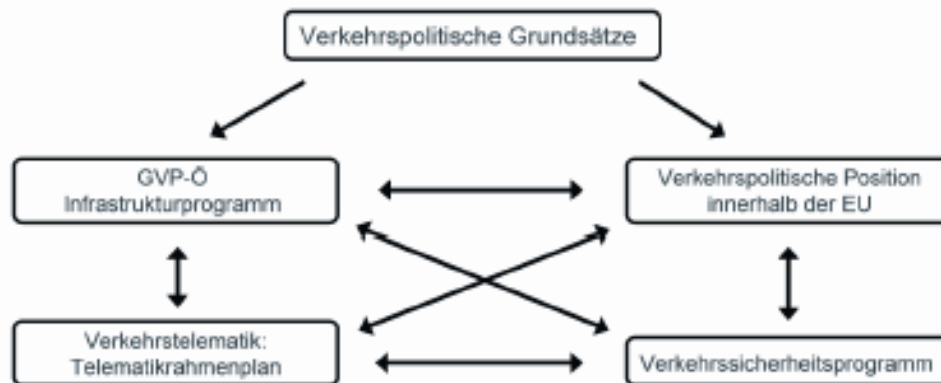 Verkehrspolitische Grundsätze
GVP-Ö
Infrastrukturprogramm
Verkehrspolitische Position
innerhalb der EU
Verkehrstelematik:
Telematikrahmenplan
Verkehrssicherheitsprogramm